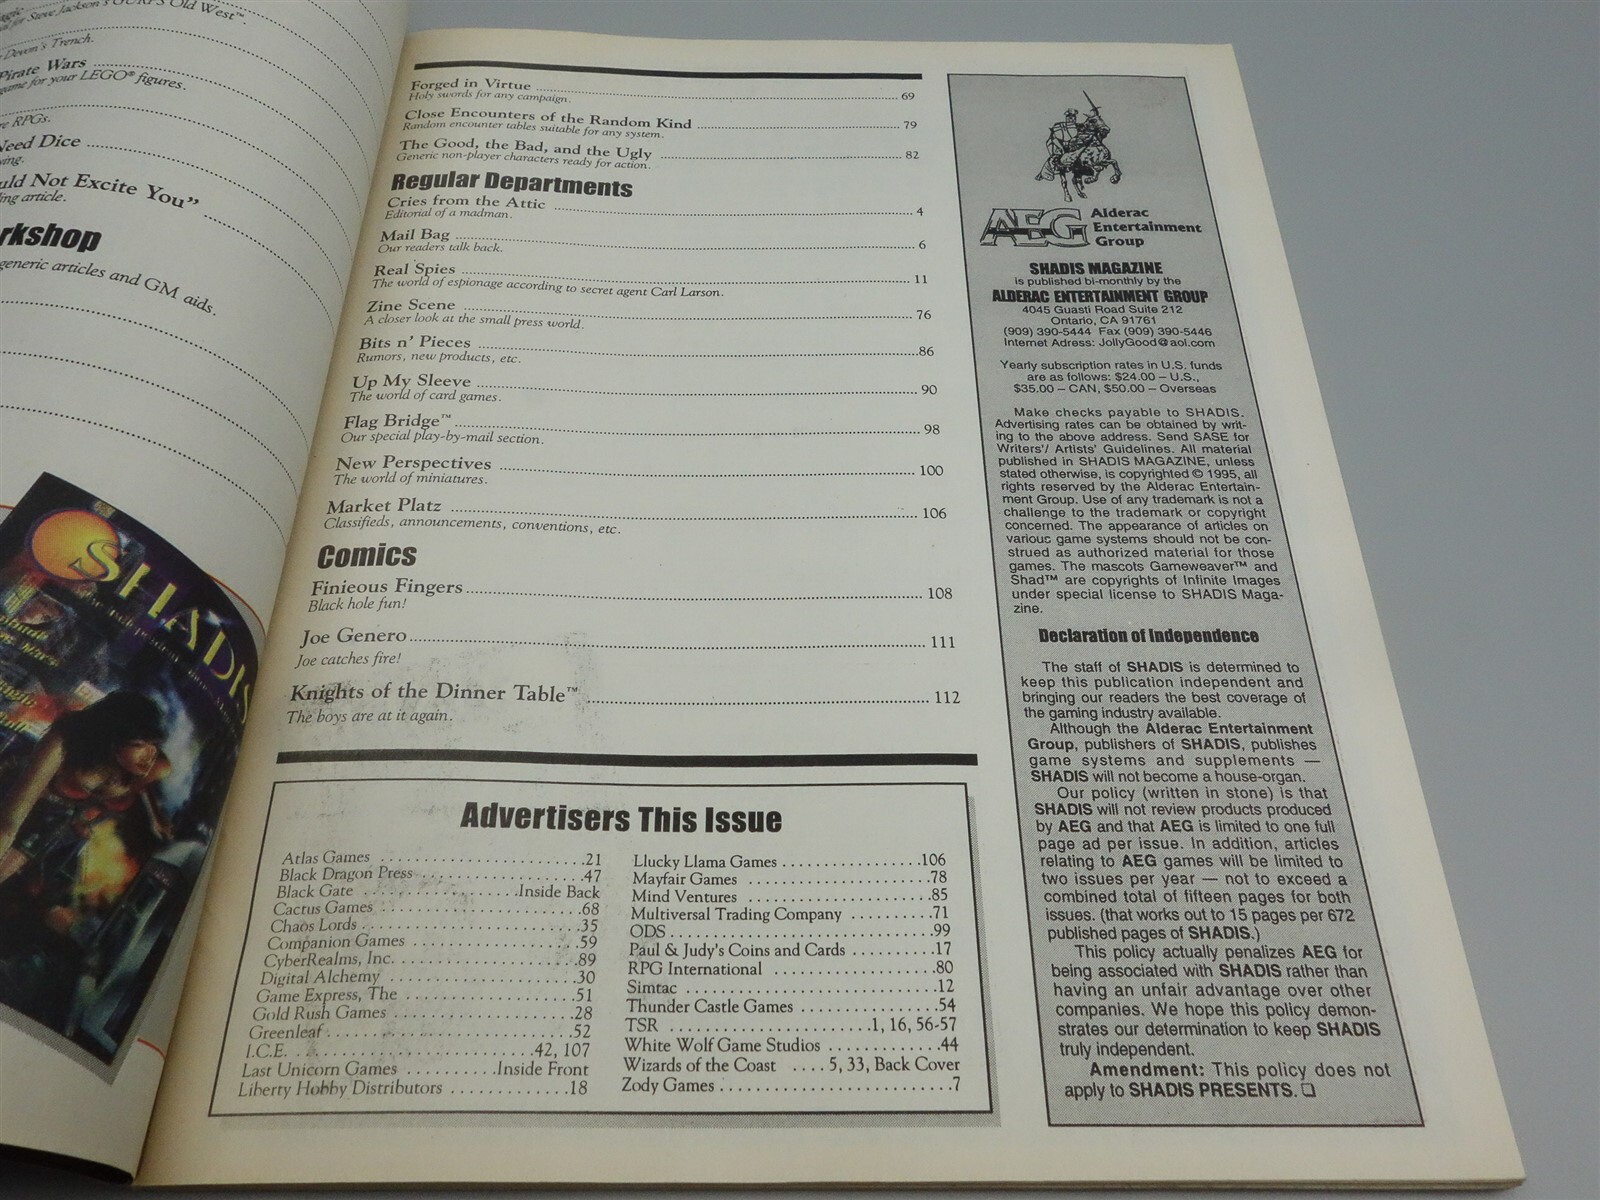 for Steve Jackson's GURPS Old West™.
Devon's Trench.
Pirate Wars
game for your LEGO® figures.
RPGs.
Need Dice
Not Excite You"
article.
generic articles and GM aids.
SHADIS
Forged in Virtue 69
Holy swords for any campaign.
Close Encounters of the Random Kind 79
Random encounter tables suitable for any system.
The Good, the Bad, and the Ugly 82
Generic non-player characters ready for action.
Regular Departments
Cries from the Attic 4
Editorial of a madman.
Mail Bag 6
Our readers talk back.
Real Spies 11
The world of espionage according to secret agent Carl Larson.
Zine Scene 76
A closer look at the small press world.
Bits n' Pieces 86
Rumors, new products, etc.
Up My Sleeve 90
The world of card games.
Flag Bridge™ 98
Our special play-by-mail section.
New Perspectives 100
The world of miniatures.
Market Platz 106
Classifieds, announcements, conventions, etc.
Comics
Finieous Fingers 108
Black hole fun!
Joe Genero 111
Joe catches fire!
Knights of the Dinner Table™ 112
The boys are at it again.
Advertisers This Issue
Atlas Games 21
Black Dragon Press 47
Black Gate Inside Back
Cactus Games 68
Chaos Lords 35
Companion Games 59
CyberRealms, Inc. 89
Digital Alchemy 30
Game Express, The 51
Gold Rush Games 28
Greenleaf 52
I.C.E. 42, 107
Last Unicorn Games Inside Front
Liberty Hobby Distributors 18
Llucky Llama Games 106
Mayfair Games 78
Mind Ventures 85
Multiversal Trading Company 71
ODS 99
Paul & Judy's Coins and Cards 17
RPG International 80
Simtac 12
Thunder Castle Games 54
TSR 1, 16, 56-57
White Wolf Game Studios 44
Wizards of the Coast 5, 33, Back Cover
Zody Games 7
AEG Alderac
Entertainment
Group
SHADIS MAGAZINE
is published bi-monthly by the
ALDERAC ENTERTAINMENT GROUP
4045 Guasti Road Suite 212
Ontario, CA 91761
(909) 390-5444 Fax (909) 390-5446
Internet Adress: JollyGood@aol.com
Yearly subscription rates in U.S. funds
are as follows: $24.00 – U.S.,
$35.00 – CAN, $50.00 – Overseas
Make checks payable to SHADIS.
Advertising rates can be obtained by writ-
ing to the above address. Send SASE for
Writers'/ Artists' Guidelines. All material
published in SHADIS MAGAZINE, unless
stated otherwise, is copyrighted © 1995, all
rights reserved by the Alderac Entertain-
ment Group. Use of any trademark is not a
challenge to the trademark or copyright
concerned. The appearance of articles on
various game systems should not be con-
strued as authorized material for those
games. The mascots Gameweaver™ and
Shad™ are copyrights of Infinite Images
under special license to SHADIS Maga-
zine.
Declaration of Independence
The staff of SHADIS is determined to
keep this publication independent and
bringing our readers the best coverage of
the gaming industry available.
Although the Alderac Entertainment
Group, publishers of SHADIS, publishes
game systems and supplements —
SHADIS will not become a house-organ.
Our policy (written in stone) is that
SHADIS will not review products produced
by AEG and that AEG is limited to one full
page ad per issue. In addition, articles
relating to AEG games will be limited to
two issues per year — not to exceed a
combined total of fifteen pages for both
issues. (that works out to 15 pages per 672
published pages of SHADIS.)
This policy actually penalizes AEG for
being associated with SHADIS rather than
having an unfair advantage over other
companies. We hope this policy demon-
strates our determination to keep SHADIS
truly independent.
Amendment: This policy does not
apply to SHADIS PRESENTS.